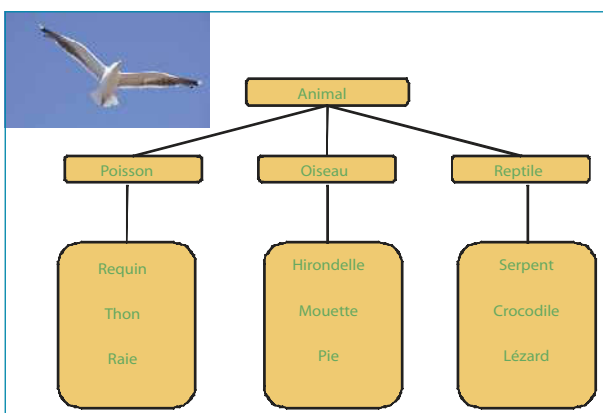 Animal
Poisson
Oiseau
Reptile
Requin
Thon
Raie
Hirondelle
Mouette
Pie
Serpent
Crocodile
Lézard